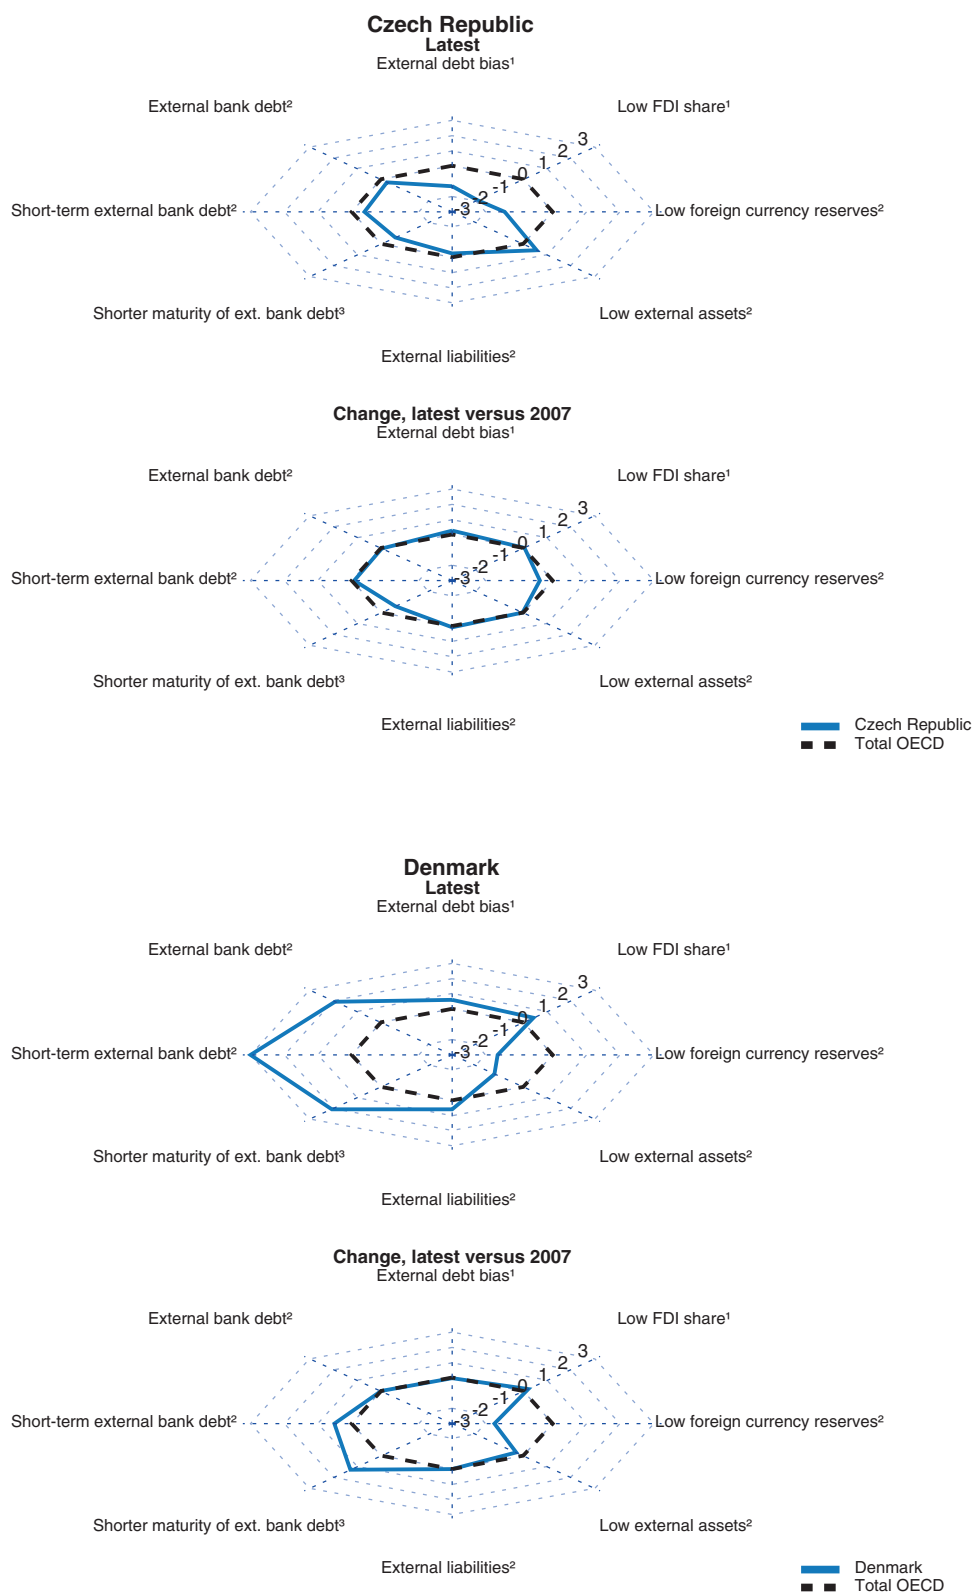 Czech Republic
Latest
External debt bias¹
External bank debt²
Low FDI share¹
3
2
1
0
-1
-2
-3
Short-term external bank debt²
Low foreign currency reserves²
Shorter maturity of ext. bank debt³
Low external assets²
External liabilities²
Change, latest versus 2007
External debt bias¹
External bank debt²
Low FDI share¹
3
2
1
0
-1
-2
-3
Short-term external bank debt²
Low foreign currency reserves²
Shorter maturity of ext. bank debt³
Low external assets²
External liabilities²
Czech Republic
Total OECD
Denmark
Latest
External debt bias¹
External bank debt²
Low FDI share¹
3
2
1
0
-1
-2
-3
Short-term external bank debt²
Low foreign currency reserves²
Shorter maturity of ext. bank debt³
Low external assets²
External liabilities²
Change, latest versus 2007
External debt bias¹
External bank debt²
Low FDI share¹
3
2
1
0
-1
-2
-3
Short-term external bank debt²
Low foreign currency reserves²
Shorter maturity of ext. bank debt³
Low external assets²
External liabilities²
Denmark
Total OECD